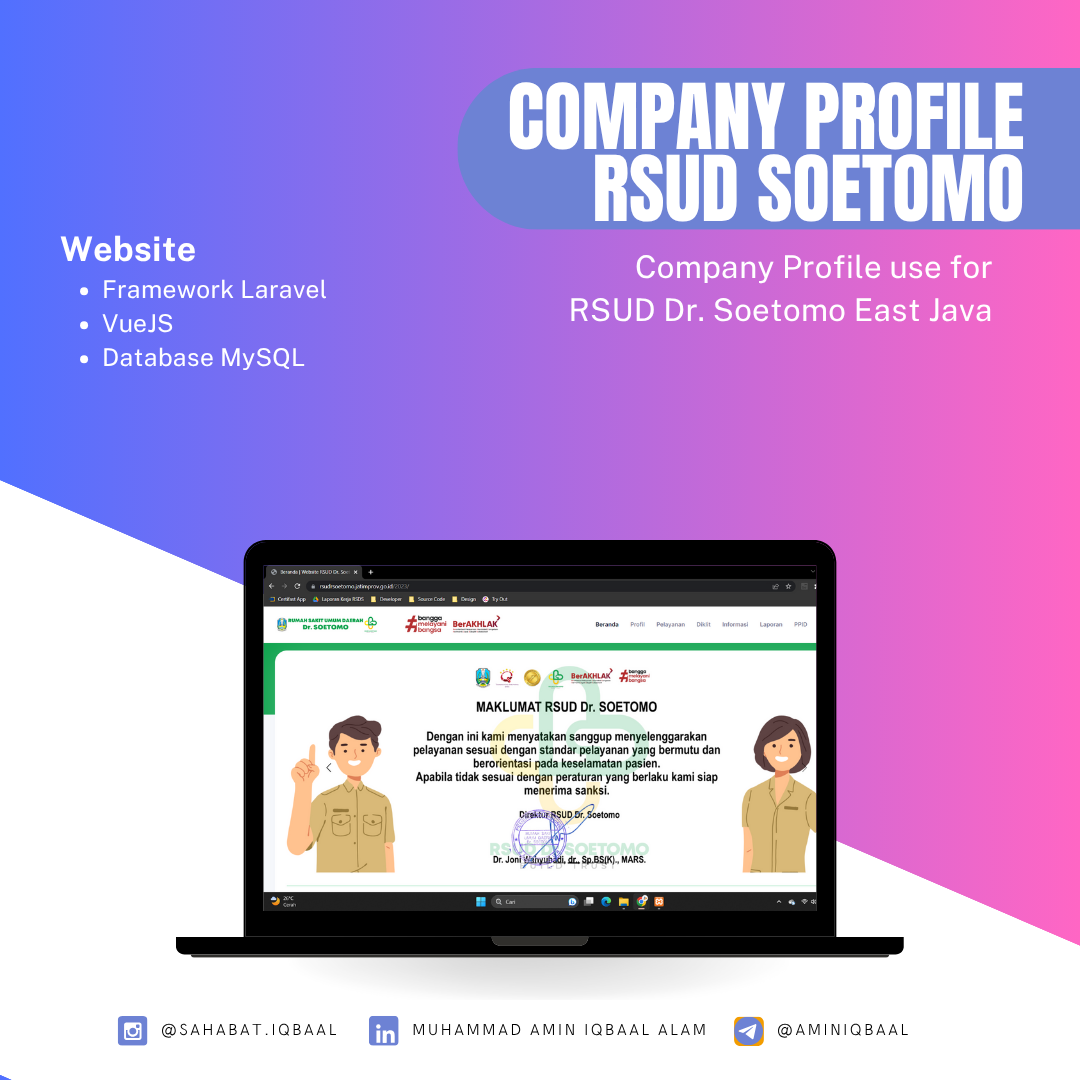 COMPANY PROFILE
RSUD SOETOMO
Company Profile use for
RSUD Dr. Soetomo East Java
Website
Framework Laravel
VueJS
Database MySQL
Beranda | Website RSUD Dr. Soe
rsudrsoetomo.jatimprov.go.id/2023/
Certified App Laporan Kerja RSDS Developer Source Code Design Try Out
RUMAH SAKIT UMUM DAERAH
Dr. SOETOMO
#bangga
melayani
bangsa
BerAKHLAK
Beranda Profil Pelayanan Diklit Informasi Laporan PPID
BerAKHLAK
#bangga
melayani
bangsa
MAKLUMAT RSUD Dr. SOETOMO
Dengan ini kami menyatakan sanggup menyelenggarakan
pelayanan sesuai dengan standar pelayanan yang bermutu dan
berorientasi pada keselamatan pasien.
Apabila tidak sesuai dengan peraturan yang berlaku kami siap
menerima sanksi.
Direktur RSUD Dr. Soetomo
RSUD Dr. SOETOMO
Dr. Joni Wahyuhadi, dr., Sp.BS(K)., MARS.
BUILD TRUST
26°C
Cerah
Cari
@SAHABAT.IQBAAL
MUHAMMAD AMIN IQBAAL ALAM
@AMINIQBAAL